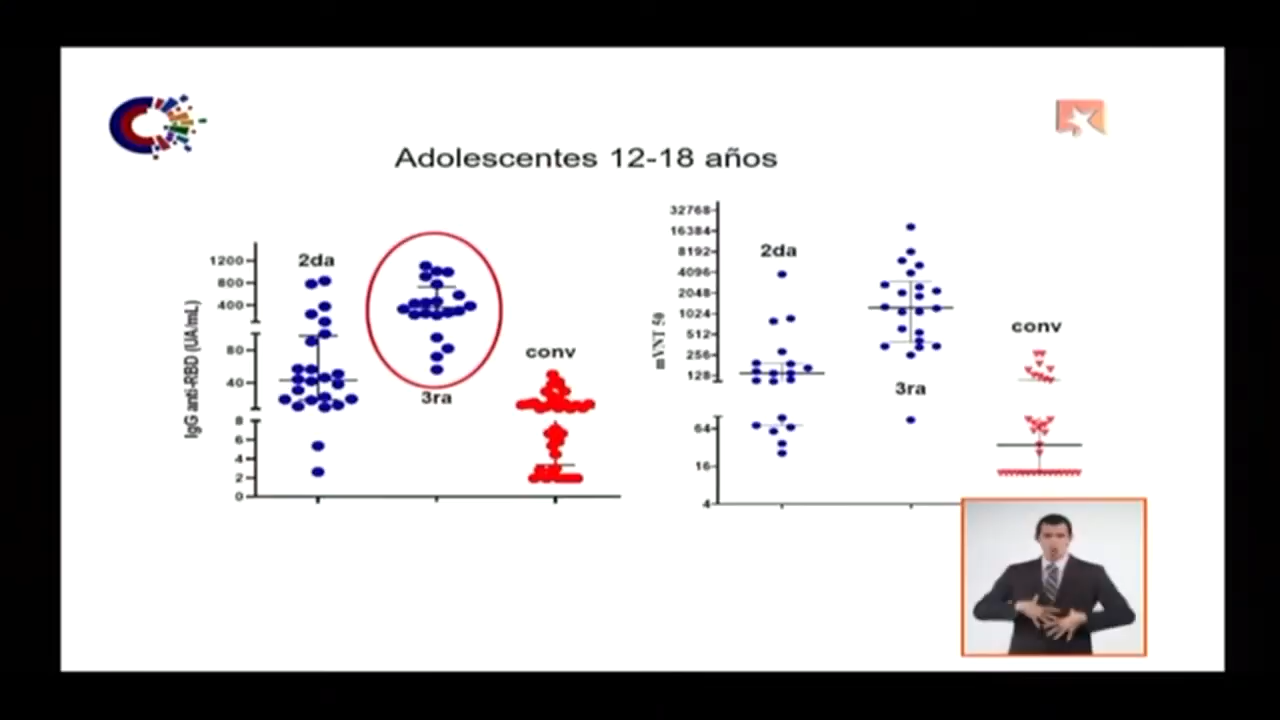 Adolescentes 12-18 años
IgG anti-RBD (UA/mL)
1200
800
400
80
40
8
6
4
2
0
2da
3ra
conv
mVNT 50
32768
16384
8192
4096
2048
1024
512
256
128
64
16
4
2da
3ra
conv